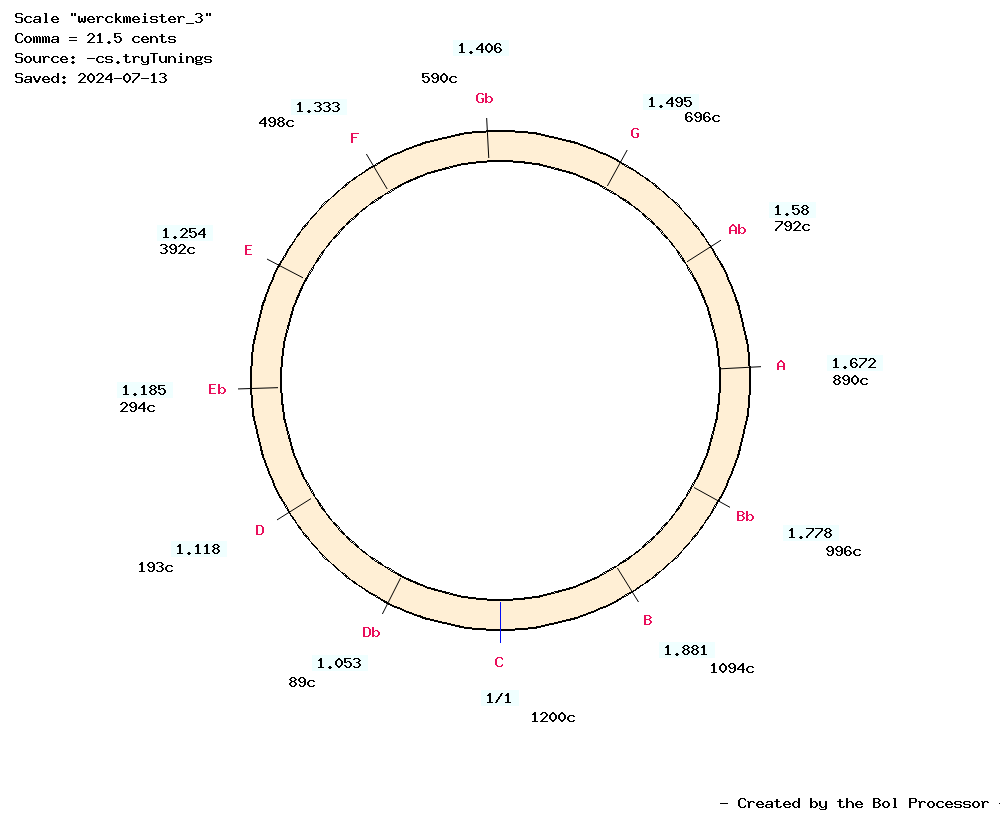 Scale "werckmeister_3"
Comma = 21.5 cents
Source: -cs.tryTunings
Saved: 2024-07-13
1.406
590c
Gb
1.495
696c
G
1.58
792c
Ab
1.672
890c
A
1.778
996c
Bb
1.881
1094c
B
C
1/1
1200c
Db
1.053
89c
D
1.118
193c
Eb
1.185
294c
E
1.254
392c
F
1.333
498c
- Created by the Bol Processor -